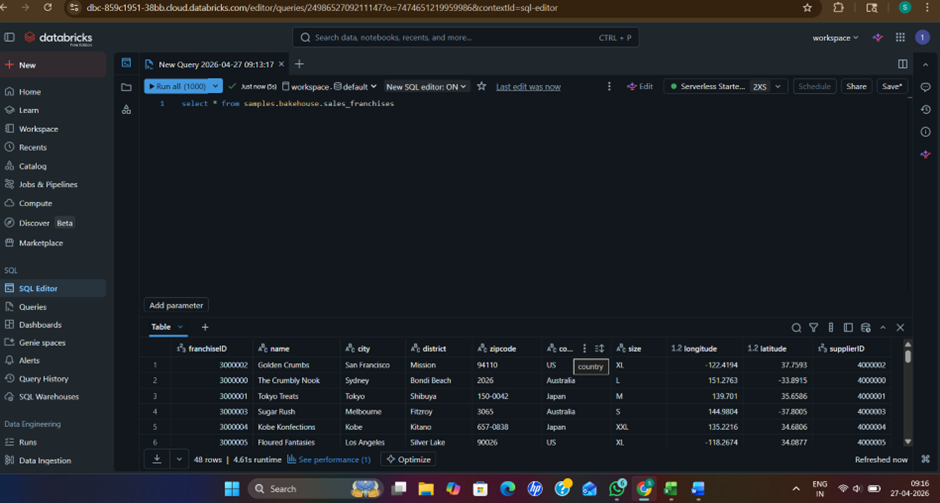 dbc-859c1951-38bb.cloud.databricks.com/editor/queries/2498652709211147?o=7474651219959986&contextId=sql-editor
S
databricks
Free Edition
Search data, notebooks, recents, and more...
CTRL + P
workspace
1
New
New Query 2026-04-27 09:13:17
Run all (1000)
Just now (5s)
workspace.
default
New SQL editor: ON
Last edit was now
Edit
Serverless Starte...
2XS
Schedule
Share
Save*
1 select * from samples.bakehouse.sales_franchises
Home
Learn
Workspace
Recents
Catalog
Jobs & Pipelines
Compute
Discover Beta
Marketplace
SQL
SQL Editor
Queries
Dashboards
Genie spaces
Alerts
Query History
SQL Warehouses
Data Engineering
Runs
Data Ingestion
Add parameter
Table
franchiseID name city district zipcode co... size longitude latitude supplierID
1 3000002 Golden Crumbs San Francisco Mission 94110 US XL -122.4194 37.7593 4000002
country
2 3000000 The Crumbly Nook Sydney Bondi Beach 2026 Australia L 151.2763 -33.8915 4000000
3 3000001 Tokyo Treats Tokyo Shibuya 150-0042 Japan M 139.701 35.6586 4000001
4 3000003 Sugar Rush Melbourne Fitzroy 3065 Australia S 144.9804 -37.8005 4000003
5 3000004 Kobe Konfections Kobe Kitano 657-0838 Japan XXL 135.2216 34.6806 4000004
6 3000005 Floured Fantasies Los Angeles Silver Lake 90026 US XL -118.2674 34.0877 4000005
48 rows | 4.61s runtime
See performance (1)
Optimize
Refreshed now
Search
ENG
IN
09:16
27-04-2026